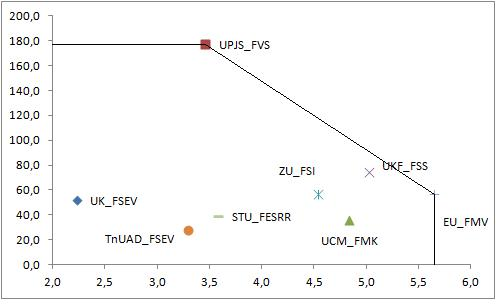 200,0
180,0
UPJS_FVS
160,0
140,0
120,0
100,0
80,0
ZU_FSI
UKF_FSS
60,0
UK_FSEV
40,0
STU_FESRR
EU_FMV
20,0
TnUAD_FSEV
UCM_FMK
0,0
2,0 2,5 3,0 3,5 4,0 4,5 5,0 5,5 6,0